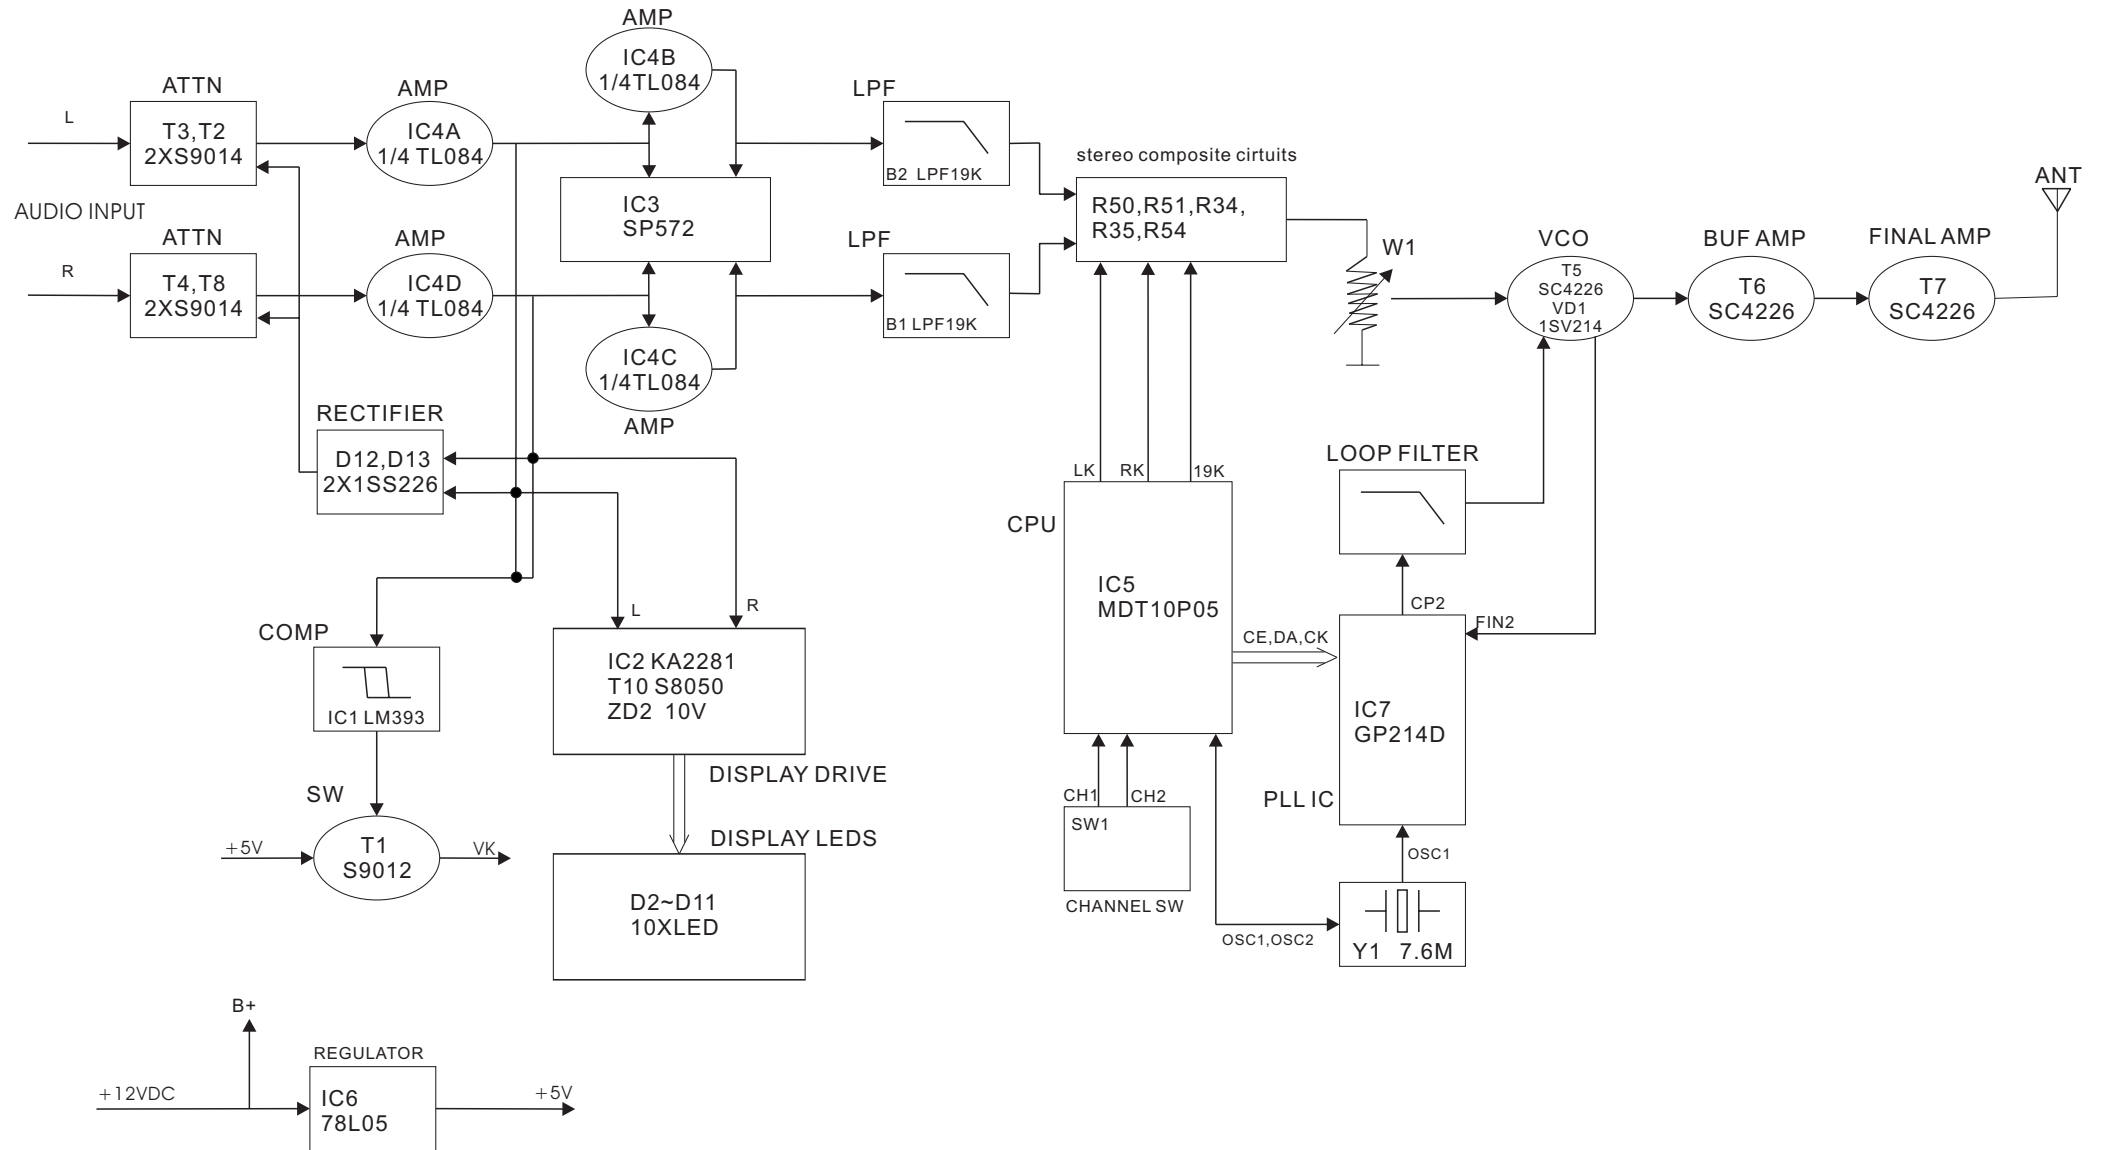 AMP
IC4B
1/4TL084
ATTN
AMP
LPF
L
T3,T2
2XS9014
IC4A
1/4 TL084
B2 LPF19K
stereo composite cirtuits
ANT
AUDIO INPUT
IC3
SP572
R50,R51,R34,
R35,R54
ATTN
AMP
LPF
W1
VCO
BUF AMP
FINAL AMP
R
T4,T8
2XS9014
IC4D
1/4 TL084
B1 LPF19K
T5
SC4226
VD1
1SV214
T6
SC4226
T7
SC4226
IC4C
1/4TL084
AMP
RECTIFIER
D12,D13
2X1SS226
LOOP FILTER
LK
RK
19K
CPU
IC5
MDT10P05
L
R
CP2
FIN2
COMP
IC1 LM393
IC2 KA2281
T10 S8050
ZD2 10V
CE,DA,CK
IC7
GP214D
DISPLAY DRIVE
SW
CH1
CH2
PLL IC
SW1
DISPLAY LEDS
+5V
T1
S9012
VK
OSC1
D2~D11
10XLED
CHANNEL SW
OSC1,OSC2
Y1 7.6M
B+
REGULATOR
+12VDC
IC6
78L05
+5V